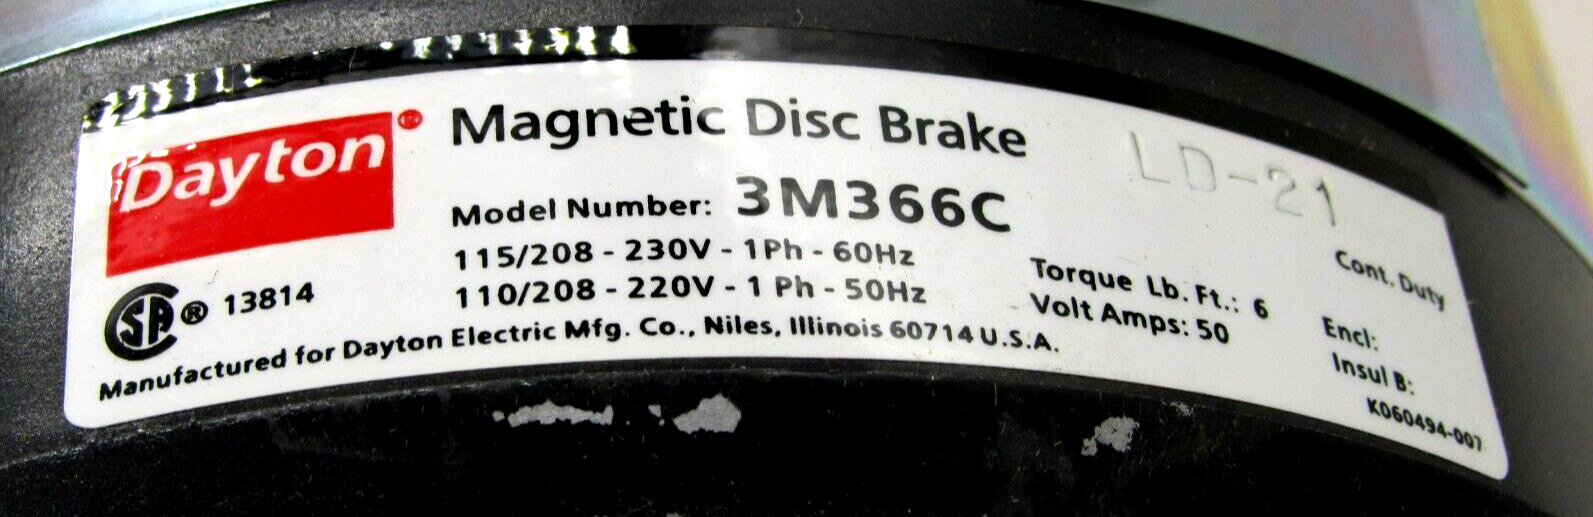 Dayton®
Magnetic Disc Brake
LD-21
Model Number: 3M366C
115/208 - 230V - 1Ph - 60Hz
110/208 - 220V - 1 Ph - 50Hz
Torque Lb. Ft.: 6
Volt Amps: 50
Cont. Duty
Encl:
Insul B:
K060494-007
SA® 13814
Manufactured for Dayton Electric Mfg. Co., Niles, Illinois 60714 U.S.A.